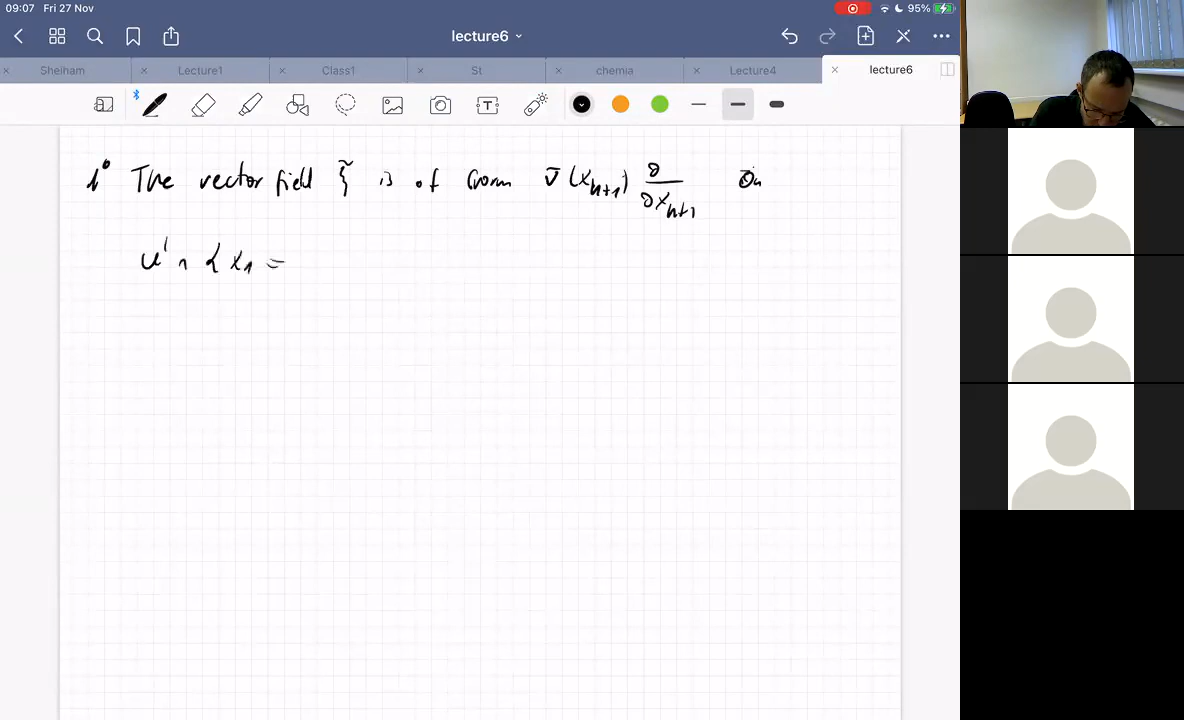 09:07 Fri 27 Nov
95%
lecture6
Sheiham Lecture1 Class1 St chemia Lecture4 lecture6
1° The vector field ξ̃ is of form v̄(x_{n+1}) ∂/∂x_{n+1} On
U' ∩ {x_1 =